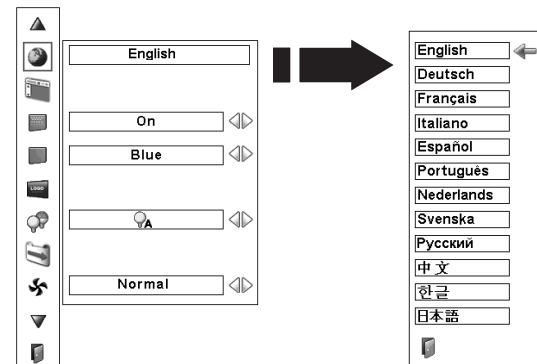 English
On
Blue
A
Normal
LOGO
English
Deutsch
Français
Italiano
Español
Português
Nederlands
Svenska
Русский
中文
한글
日本語